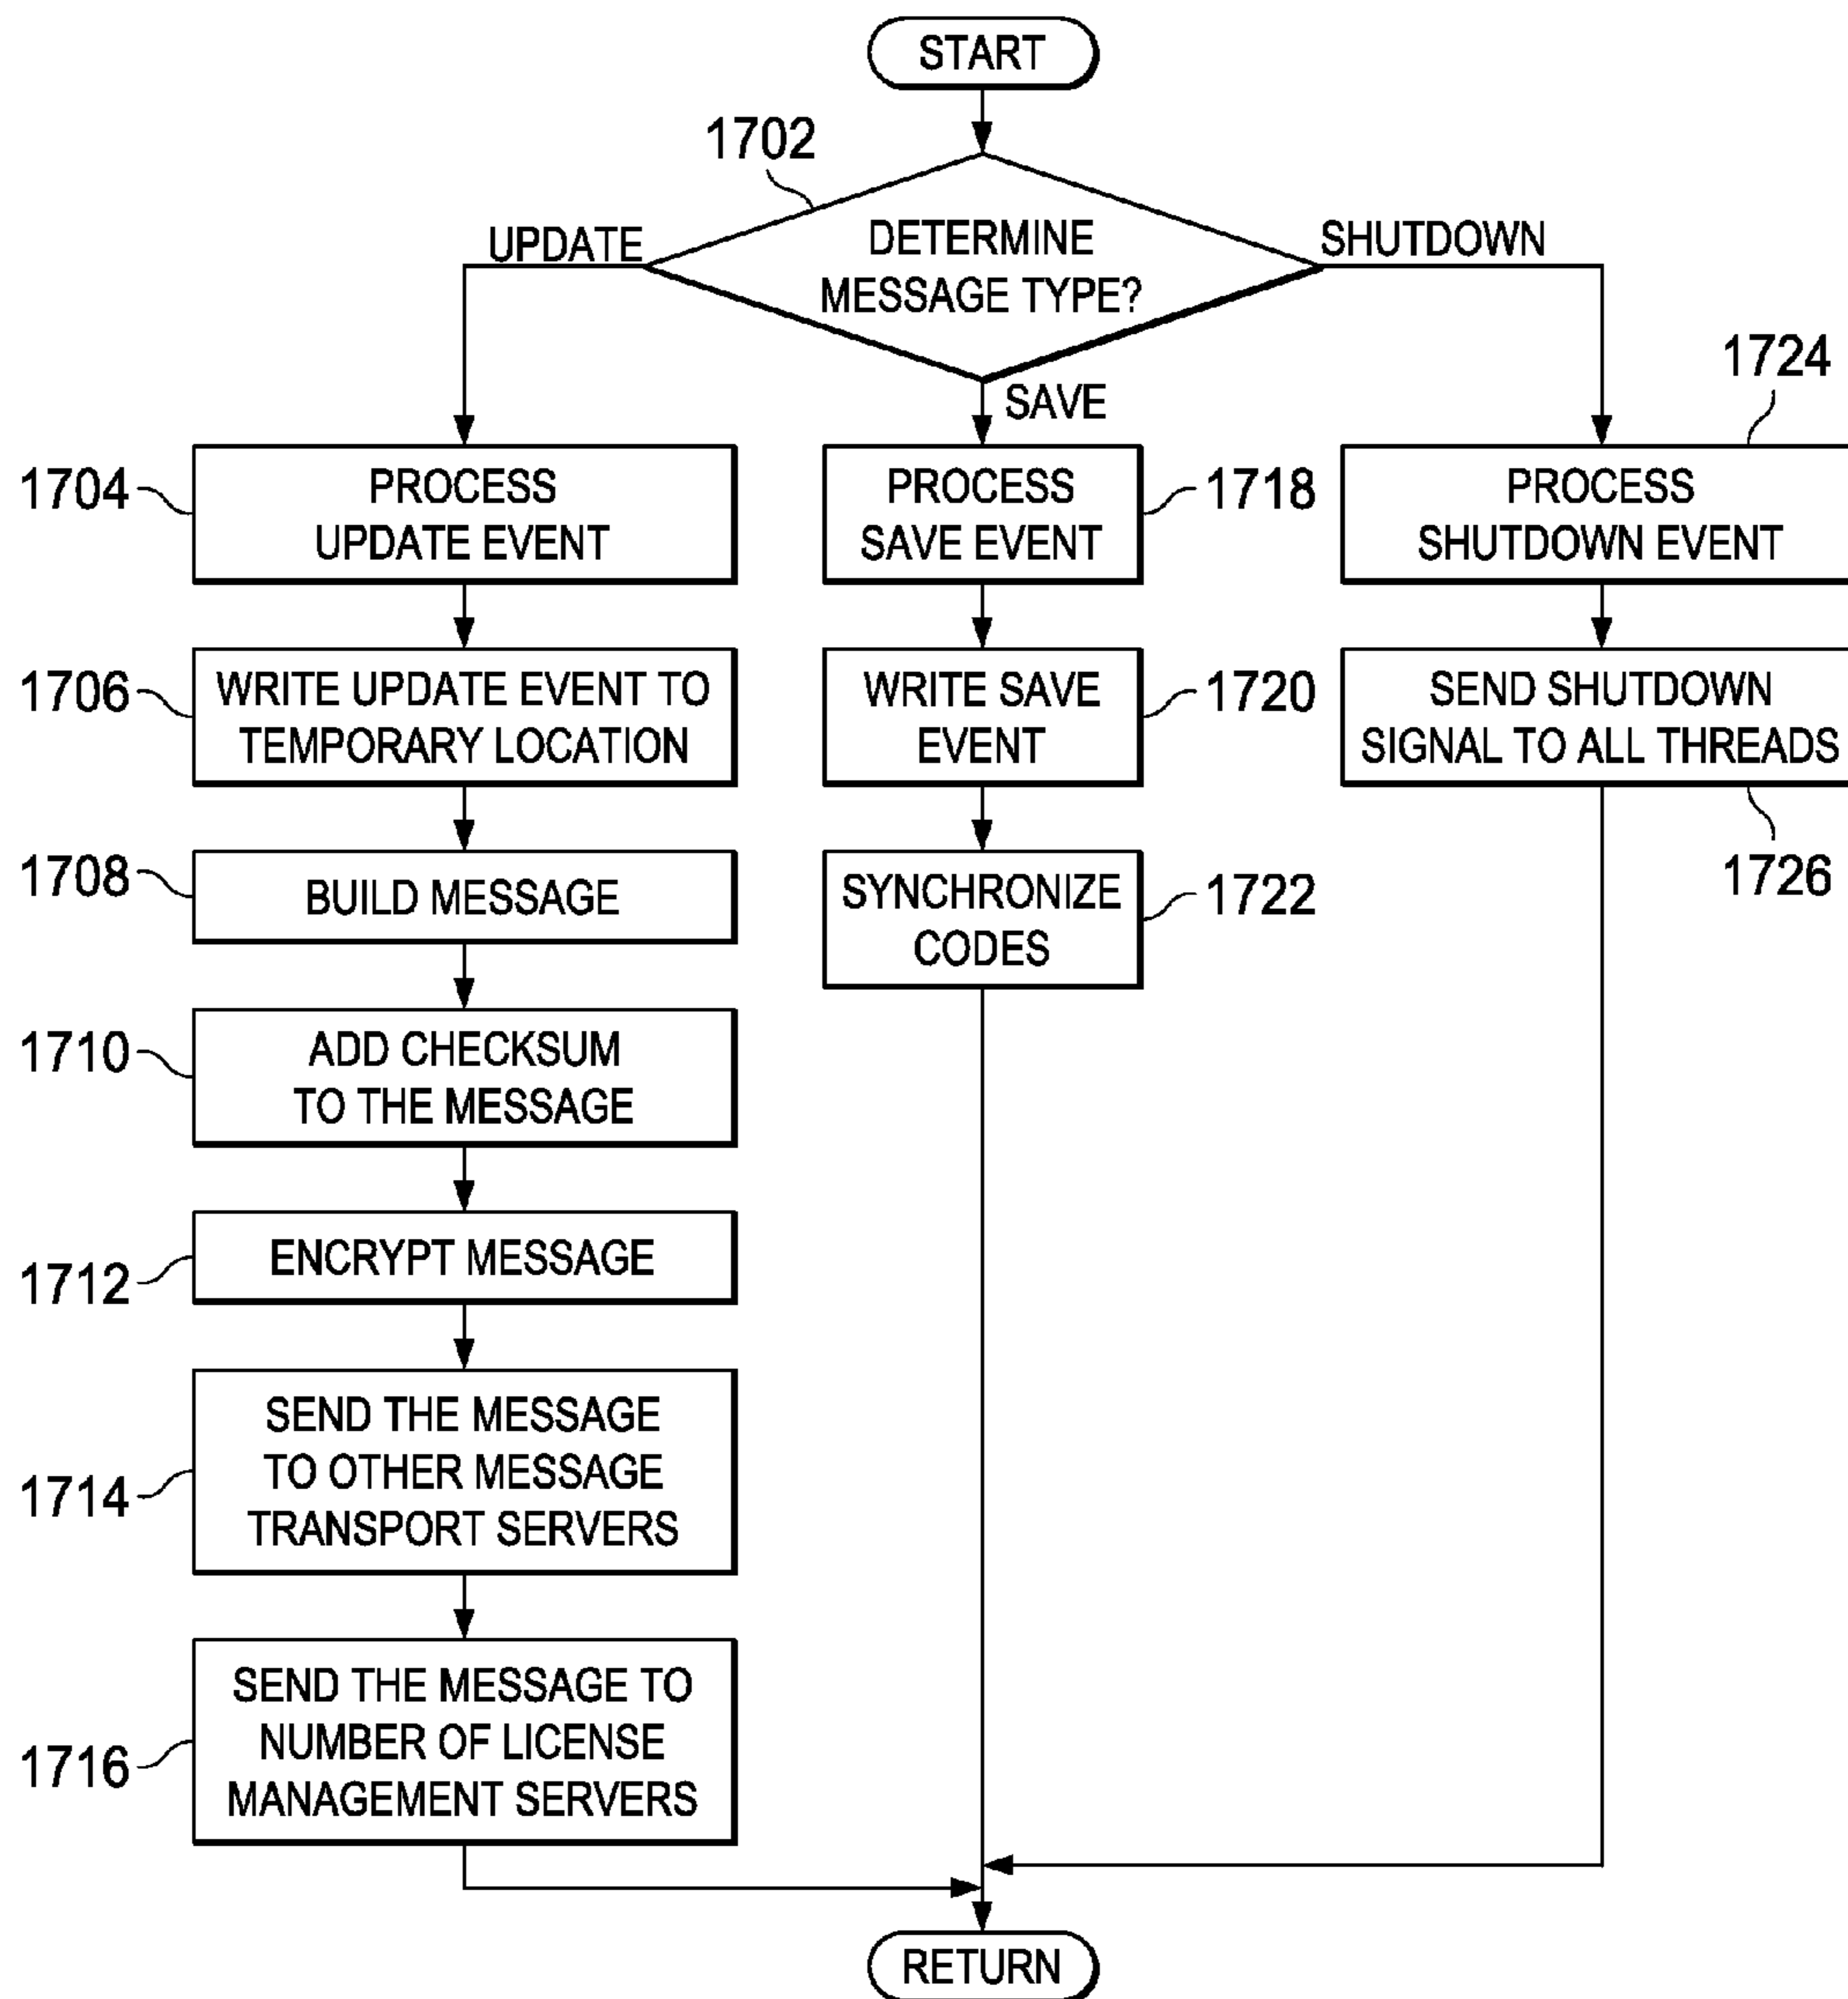 START
1702
DETERMINE
MESSAGE TYPE?
UPDATE
SHUTDOWN
SAVE
1704
PROCESS
UPDATE EVENT
1706
WRITE UPDATE EVENT TO
TEMPORARY LOCATION
1708
BUILD MESSAGE
1710
ADD CHECKSUM
TO THE MESSAGE
1712
ENCRYPT MESSAGE
1714
SEND THE MESSAGE
TO OTHER MESSAGE
TRANSPORT SERVERS
1716
SEND THE MESSAGE TO
NUMBER OF LICENSE
MANAGEMENT SERVERS
PROCESS
SAVE EVENT
1718
WRITE SAVE
EVENT
1720
SYNCHRONIZE
CODES
1722
1724
PROCESS
SHUTDOWN EVENT
SEND SHUTDOWN
SIGNAL TO ALL THREADS
1726
RETURN